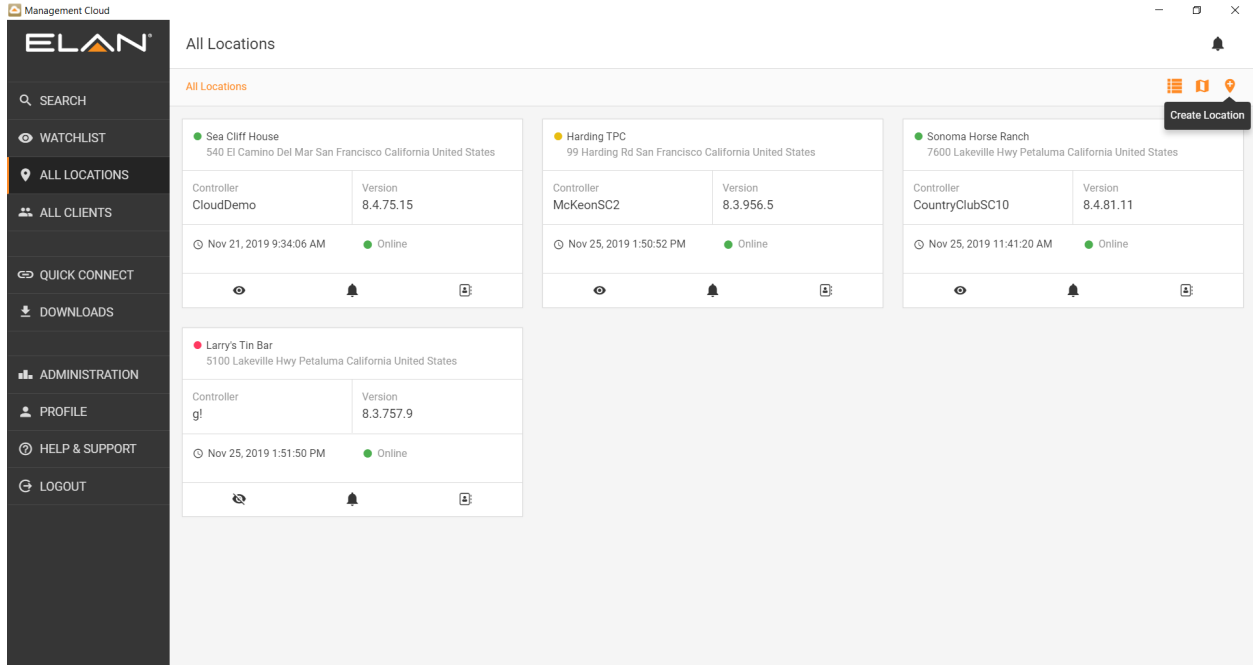 Management Cloud
ELAN
All Locations
SEARCH
WATCHLIST
ALL LOCATIONS
ALL CLIENTS
QUICK CONNECT
DOWNLOADS
ADMINISTRATION
PROFILE
HELP & SUPPORT
LOGOUT
All Locations
Create Location
Sea Cliff House
540 El Camino Del Mar San Francisco California United States
Controller Version
CloudDemo 8.4.75.15
Nov 21, 2019 9:34:06 AM Online
Harding TPC
99 Harding Rd San Francisco California United States
Controller Version
McKeonSC2 8.3.956.5
Nov 25, 2019 1:50:52 PM Online
Sonoma Horse Ranch
7600 Lakeville Hwy Petaluma California United States
Controller Version
CountryClubSC10 8.4.81.11
Nov 25, 2019 11:41:20 AM Online
Larry's Tin Bar
5100 Lakeville Hwy Petaluma California United States
Controller Version
g! 8.3.757.9
Nov 25, 2019 1:51:50 PM Online